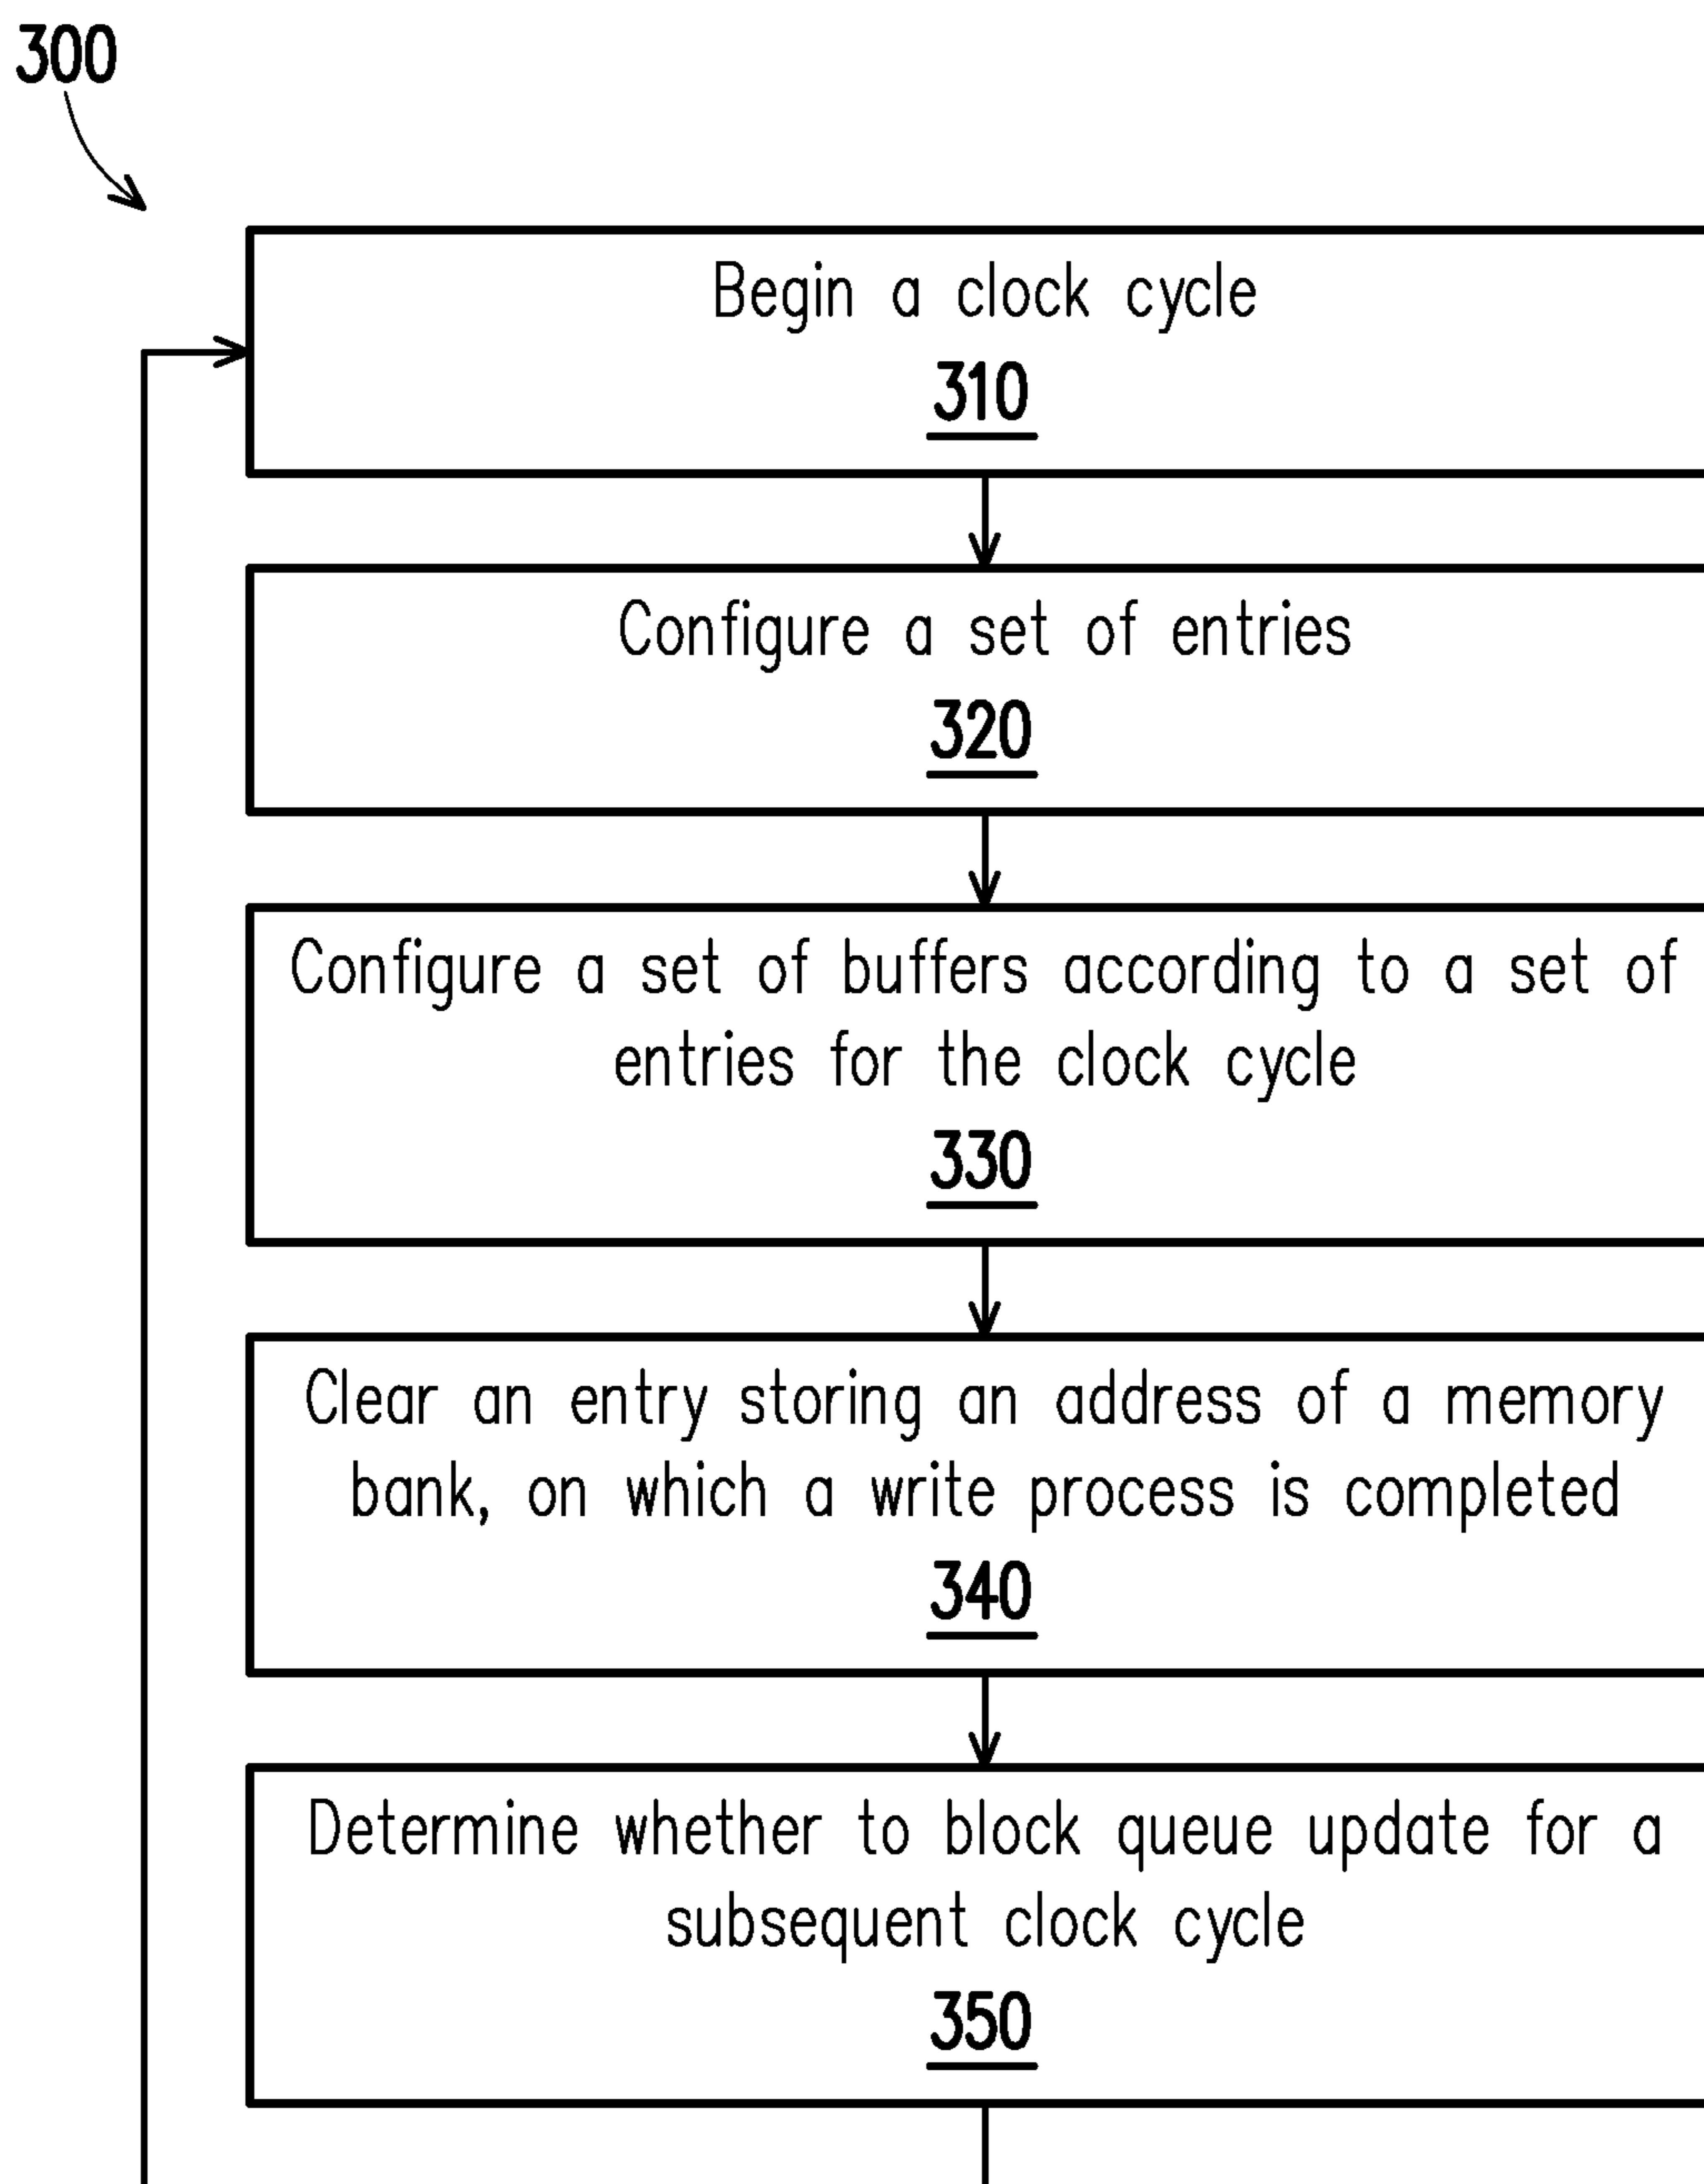 300
Begin a clock cycle
310
Configure a set of entries
320
Configure a set of buffers according to a set of
entries for the clock cycle
330
Clear an entry storing an address of a memory
bank, on which a write process is completed
340
Determine whether to block queue update for a
subsequent clock cycle
350